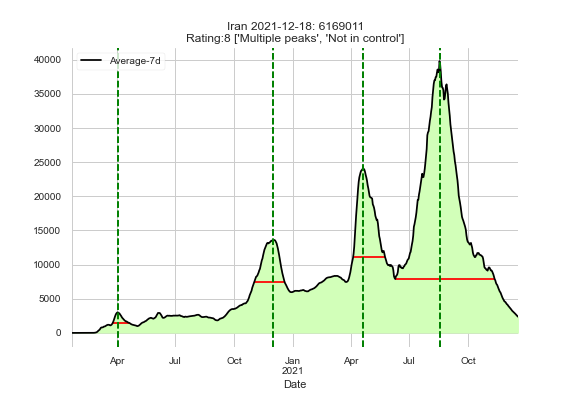 Iran 2021-12-18: 6169011
Rating:8 ['Multiple peaks', 'Not in control']
Average-7d
40000
35000
30000
25000
20000
15000
10000
5000
0
Apr Jul Oct Jan Apr Jul Oct
2021
Date